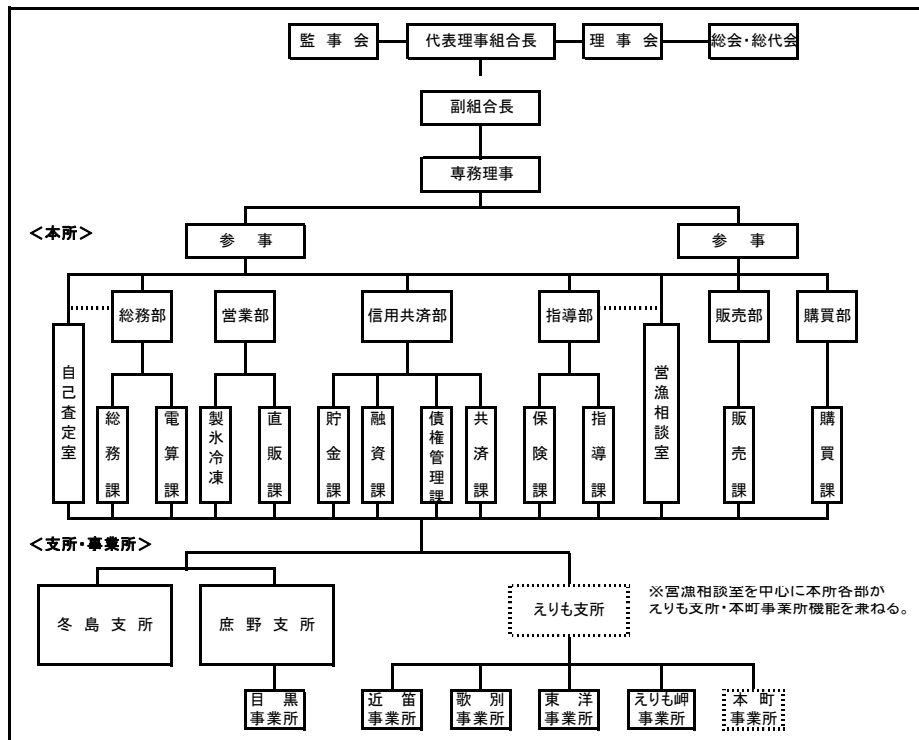 監事会
代表理事組合長
理事会
総会・総代会
副組合長
専務理事
<本所>
参事
参事
総務部
営業部
信用共済部
指導部
販売部
購買部
自己査定室
営漁相談室
総務課
電算課
製氷冷凍
直販課
貯金課
融資課
債権管理課
共済課
保険課
指導課
販売課
購買課
<支所・事業所>
冬島支所
庶野支所
えりも支所
※営漁相談室を中心に本所各部が
えりも支所・本町事業所機能を兼ねる。
目黒
事業所
近笛
事業所
歌別
事業所
東洋
事業所
えりも岬
事業所
本町
事業所